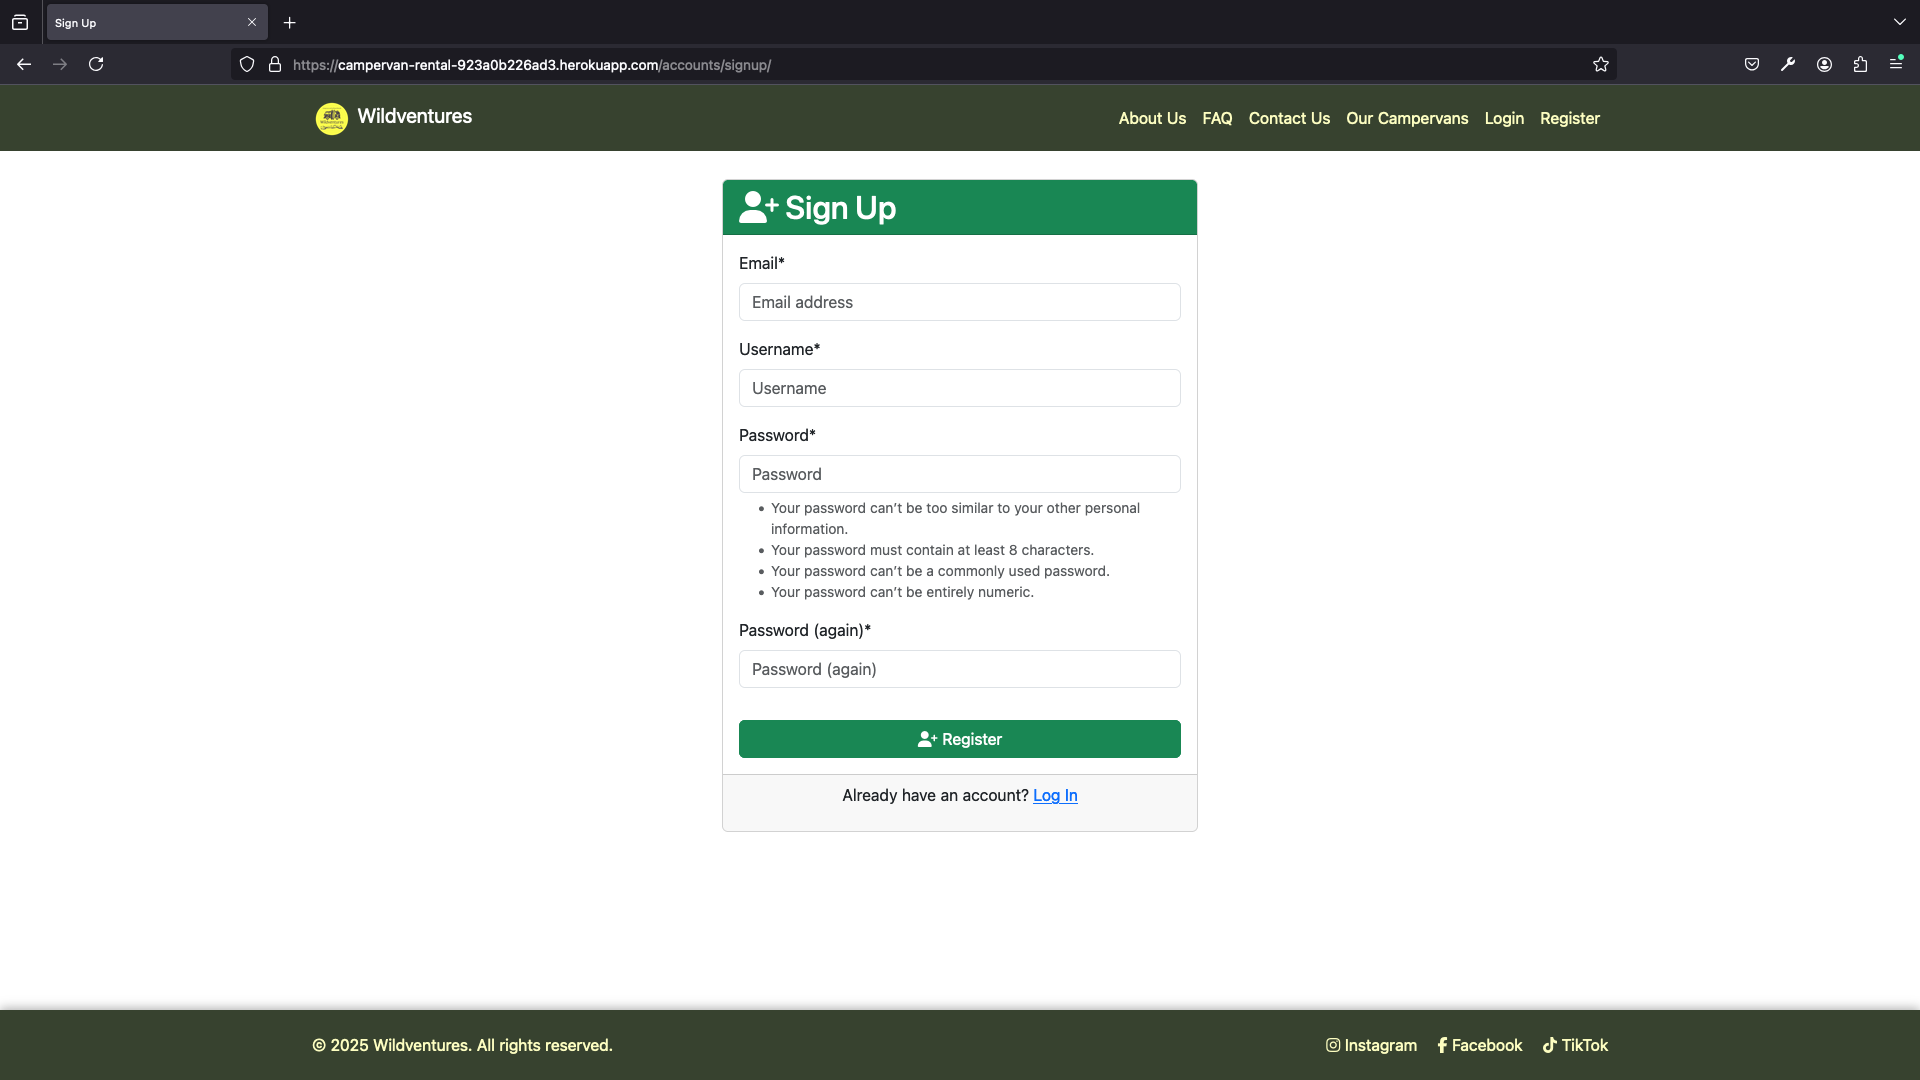 Sign Up
https://campervan-rental-923a0b226ad3.herokuapp.com/accounts/signup/
Wildventures
About Us FAQ Contact Us Our Campervans Login Register
Sign Up
Email*
Email address
Username*
Username
Password*
Password
• Your password can’t be too similar to your other personal
information.
• Your password must contain at least 8 characters.
• Your password can’t be a commonly used password.
• Your password can’t be entirely numeric.
Password (again)*
Password (again)
Register
Already have an account? Log In
© 2025 Wildventures. All rights reserved.
Instagram Facebook TikTok